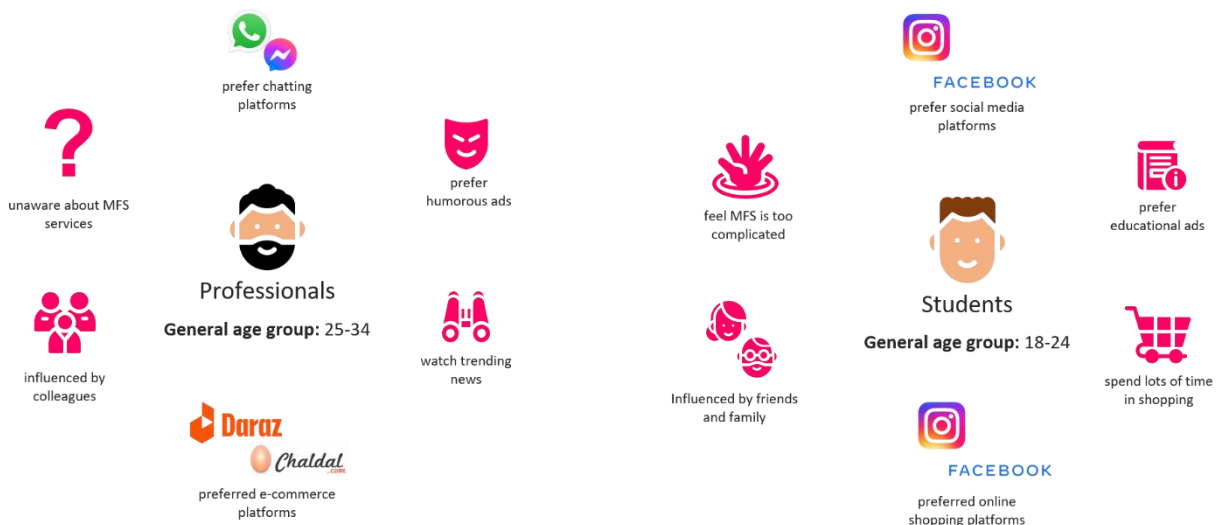 prefer chatting
platforms
?
unaware about MFS
services
prefer
humorous ads
Professionals
General age group: 25-34
influenced by
colleagues
watch trending
news
Daraz
Chaldal
.com
preferred e-commerce
platforms
FACEBOOK
prefer social media
platforms
feel MFS is too
complicated
prefer
educational ads
Students
General age group: 18-24
Influenced by friends
and family
spend lots of time
in shopping
FACEBOOK
preferred online
shopping platforms